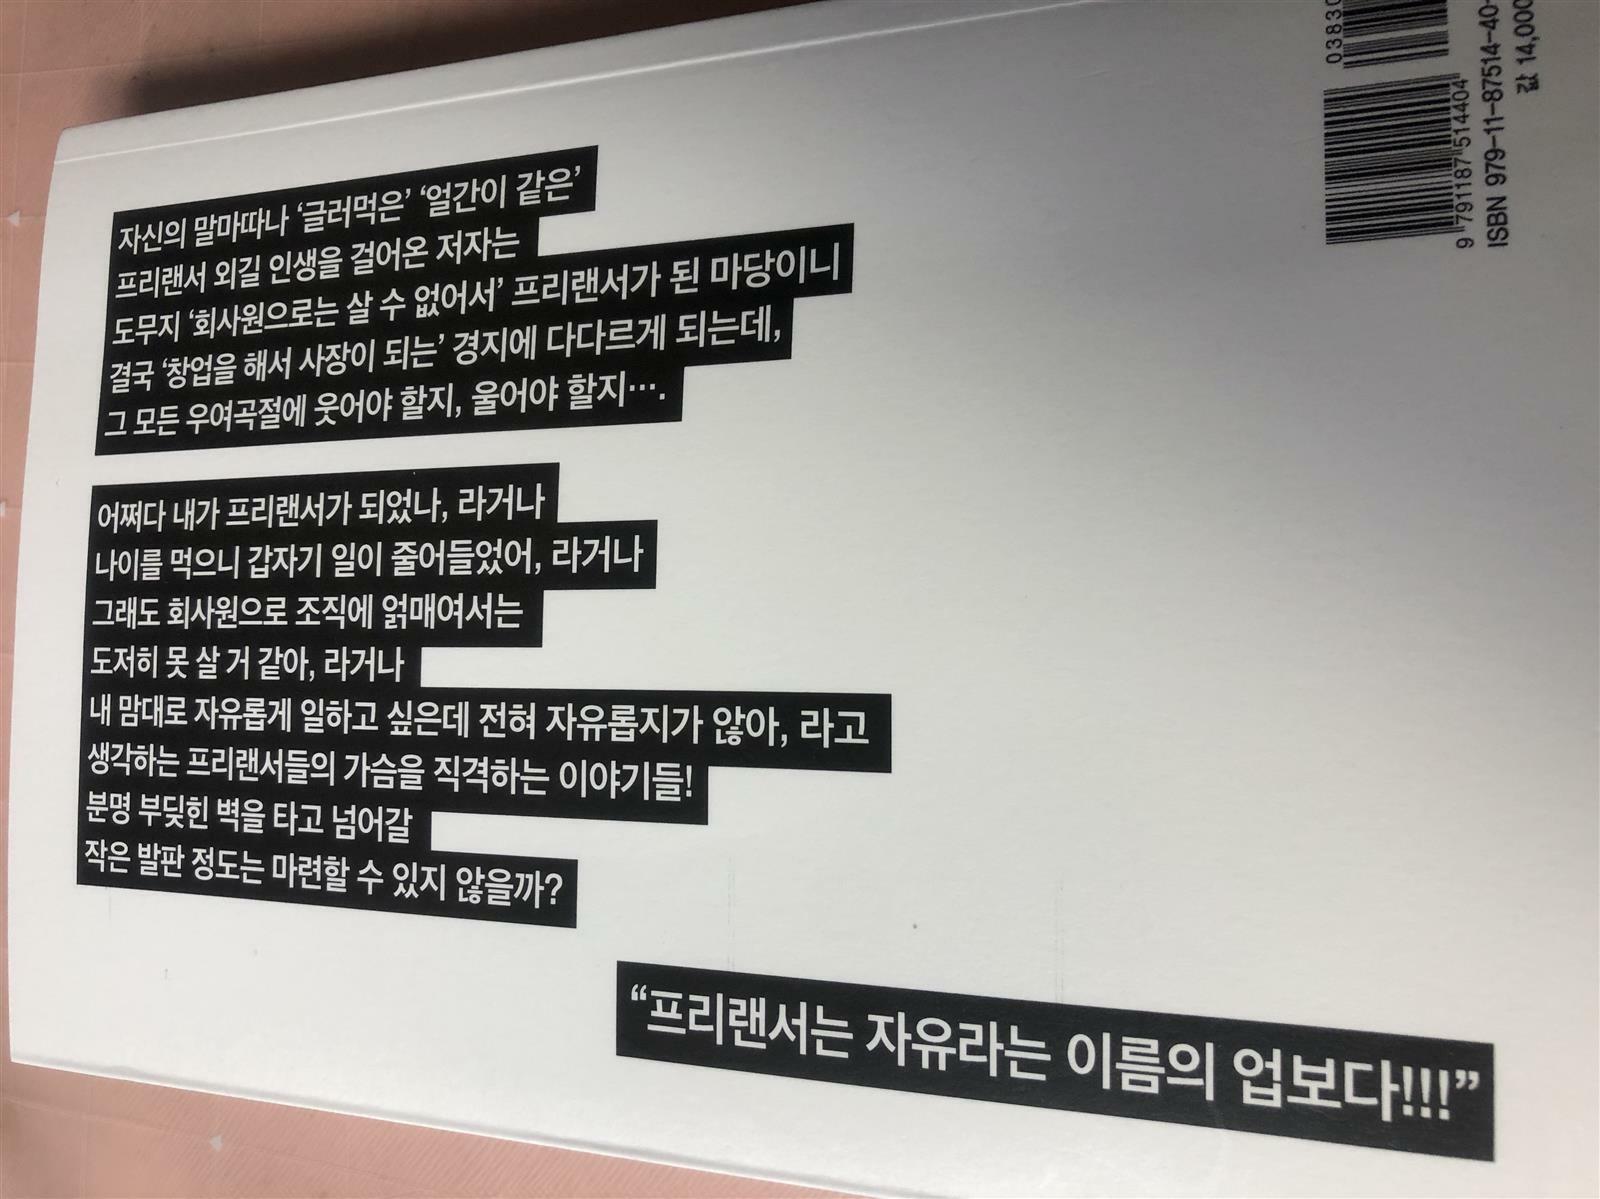 자신의 말마따나 ‘글러먹은’ ‘얼간이 같은’
프리랜서 외길 인생을 걸어온 저자는
도무지 ‘회사원으로는 살 수 없어서’ 프리랜서가 된 마당이니
결국 ‘창업을 해서 사장이 되는’ 경지에 다다르게 되는데,
그 모든 우여곡절에 웃어야 할지, 울어야 할지….
어쩌다 내가 프리랜서가 되었나, 라거나
나이를 먹으니 갑자기 일이 줄어들었어, 라거나
그래도 회사원으로 조직에 얽매여서는
도저히 못 살 거 같아, 라거나
내 맘대로 자유롭게 일하고 싶은데 전혀 자유롭지가 않아, 라고
생각하는 프리랜서들의 가슴을 직격하는 이야기들!
분명 부딪힌 벽을 타고 넘어갈
작은 발판 정도는 마련할 수 있지 않을까?
“프리랜서는 자유라는 이름의 업보다!!!”
03830
9 791187 514404
ISBN 979-11-87514-40-
값 14,000